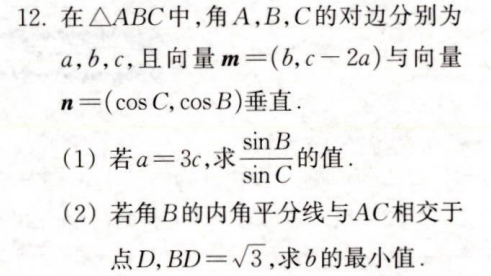 12. 在△ABC中,角A,B,C的对边分别为
a,b,c,且向量m=(b,c-2a)与向量
n=(cos C,cos B)垂直.
(1) 若a=3c,求sin B/sin C的值.
(2) 若角B的内角平分线与AC相交于
点D,BD=√3,求b的最小值.